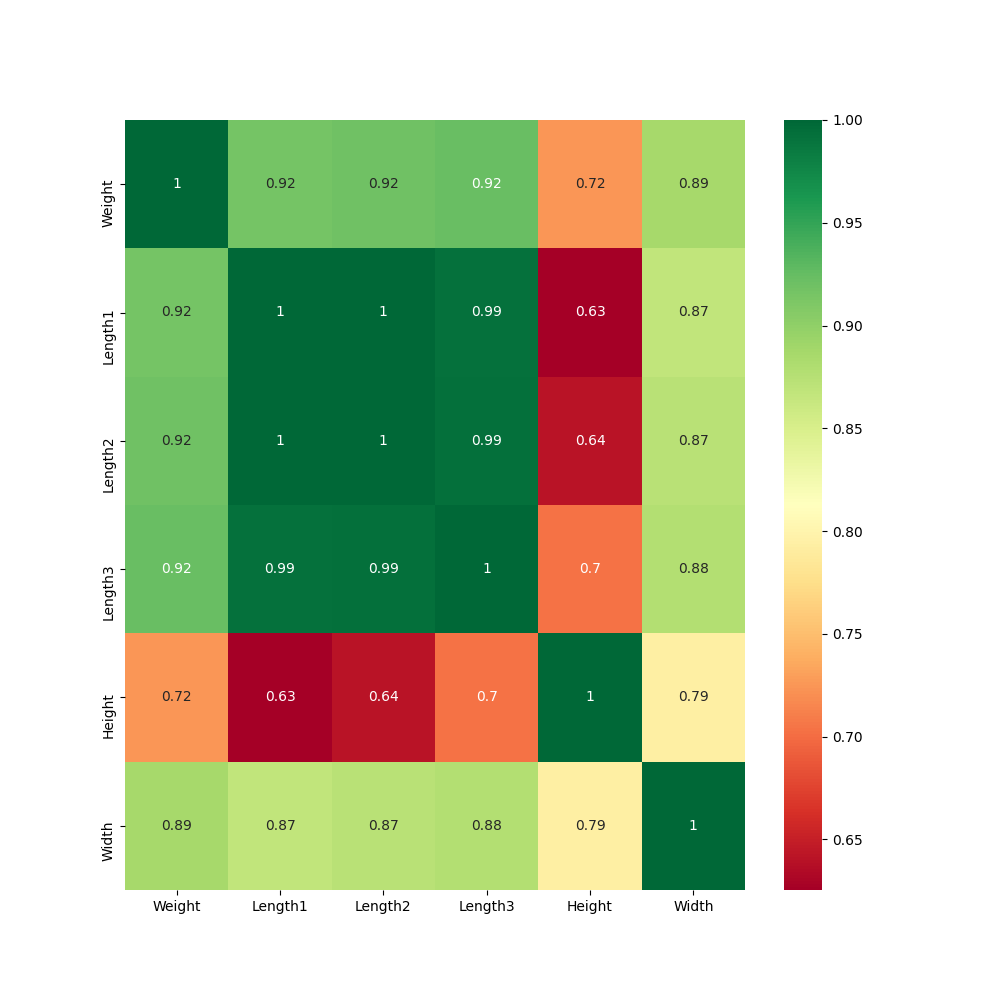 Weight 1 0.92 0.92 0.92 0.72 0.89
Length1 0.92 1 1 0.99 0.63 0.87
Length2 0.92 1 1 0.99 0.64 0.87
Length3 0.92 0.99 0.99 1 0.7 0.88
Height 0.72 0.63 0.64 0.7 1 0.79
Width 0.89 0.87 0.87 0.88 0.79 1
Weight Length1 Length2 Length3 Height Width
1.00
0.95
0.90
0.85
0.80
0.75
0.70
0.65